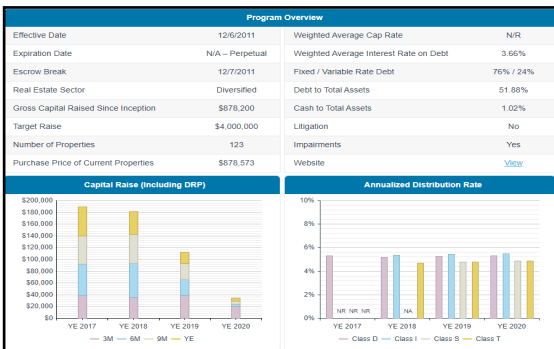 Program Overview
Effective Date 12/6/2011 Weighted Average Cap Rate N/R
Expiration Date N/A – Perpetual Weighted Average Interest Rate on Debt 3.66%
Escrow Break 12/7/2011 Fixed / Variable Rate Debt 76% / 24%
Real Estate Sector Diversified Debt to Total Assets 51.88%
Gross Capital Raised Since Inception $878,200 Cash to Total Assets 1.02%
Target Raise $4,000,000 Litigation No
Number of Properties 123 Impairments Yes
Purchase Price of Current Properties $878,573 Website View
Capital Raise (Including DRP) Annualized Distribution Rate
$200,000
$180,000
$160,000
$140,000
$120,000
$100,000
$80,000
$60,000
$40,000
$20,000
$0
YE 2017 YE 2018 YE 2019 YE 2020
3M 6M 9M YE
10%
8%
6%
4%
2%
0%
NR NR NR NA
YE 2017 YE 2018 YE 2019 YE 2020
Class D Class I Class S Class T